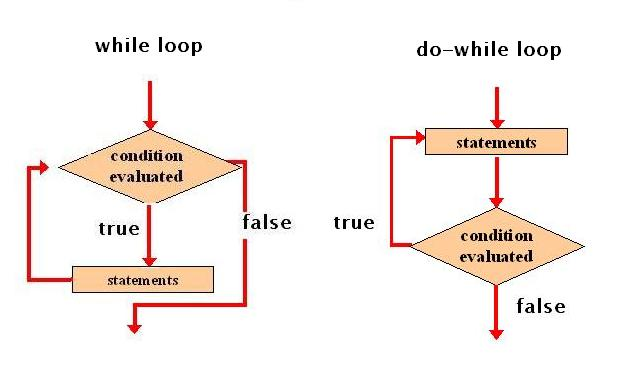 while loop
condition
evaluated
true
false
statements
do-while loop
statements
true
condition
evaluated
false